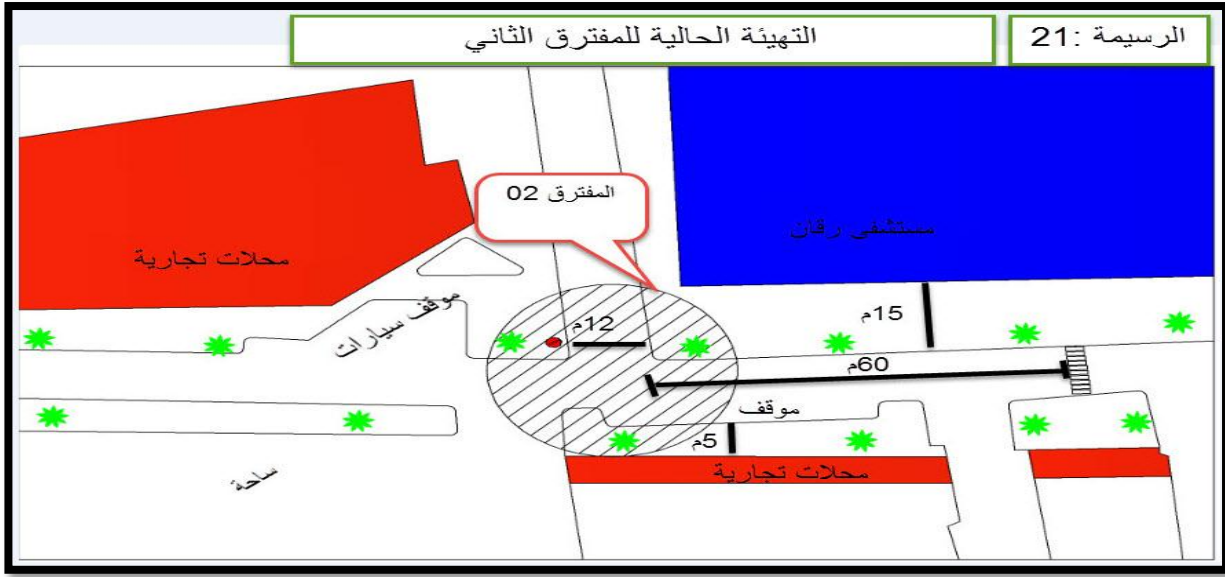 الرسيمة :21
التهيئة الحالية للمفترق الثاني
المفترق 02
مستشفى رقان
محلات تجارية
موقف سيارات
12م
15م
60م
موقف
5م
محلات تجارية
ساحة